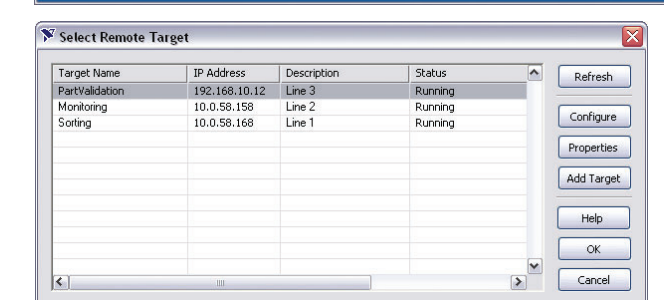 Select Remote Target
Target Name IP Address Description Status
PartValidation 192.168.10.12 Line 3 Running
Monitoring 10.0.58.158 Line 2 Running
Sorting 10.0.58.168 Line 1 Running
Refresh
Configure
Properties
Add Target
Help
OK
Cancel